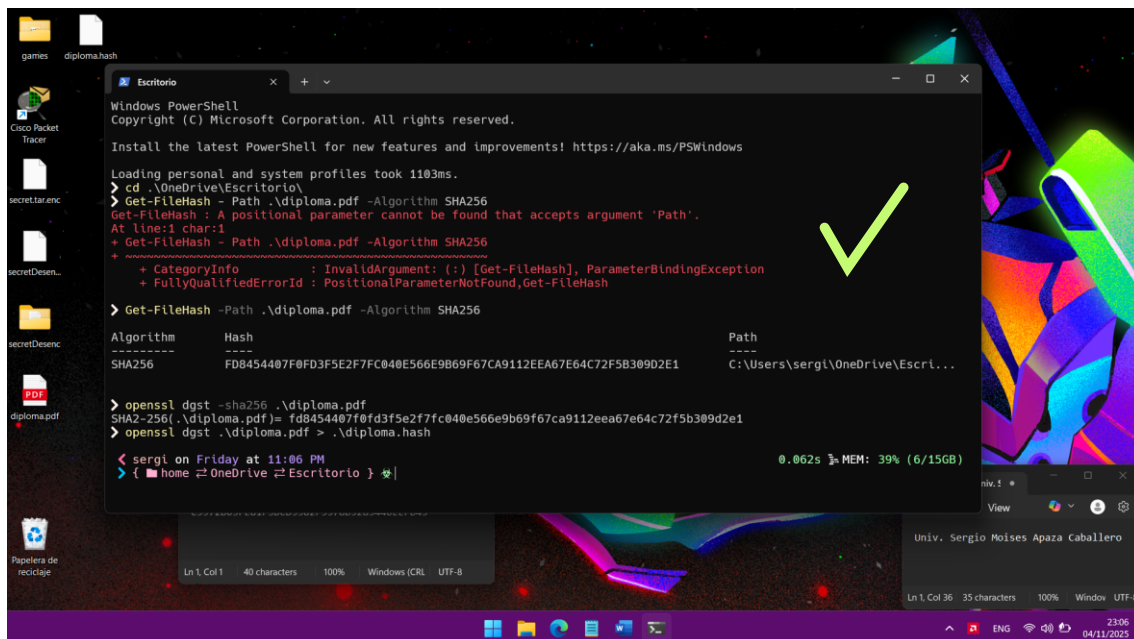 games
diploma.hash
Cisco Packet
Tracer
secret.tar.enc
secretDesen...
secretDesenc
PDF
diploma.pdf
Papelera de
reciclaje
Escritorio
Windows PowerShell
Copyright (C) Microsoft Corporation. All rights reserved.
Install the latest PowerShell for new features and improvements! https://aka.ms/PSWindows
Loading personal and system profiles took 1103ms.
❯ cd .\OneDrive\Escritorio\
❯ Get-FileHash - Path .\diploma.pdf -Algorithm SHA256
Get-FileHash : A positional parameter cannot be found that accepts argument 'Path'.
At line:1 char:1
+ Get-FileHash - Path .\diploma.pdf -Algorithm SHA256
+ ~~~~~~~~~~~~~~~~~~~~~~~~~~~~~~~~~~~~~~~~~~~~~~~~~~~
+ CategoryInfo : InvalidArgument: (:) [Get-FileHash], ParameterBindingException
+ FullyQualifiedErrorId : PositionalParameterNotFound,Get-FileHash
❯ Get-FileHash -Path .\diploma.pdf -Algorithm SHA256
Algorithm Hash Path
--------- ---- ----
SHA256 FD8454407F0FD3F5E2F7FC040E566E9B69F67CA9112EEA67E64C72F5B309D2E1 C:\Users\sergi\OneDrive\Escri...
❯ openssl dgst -sha256 .\diploma.pdf
SHA2-256(.\diploma.pdf)= fd8454407f0fd3f5e2f7fc040e566e9b69f67ca9112eea67e64c72f5b309d2e1
❯ openssl dgst .\diploma.pdf > .\diploma.hash
❮ sergi on Friday at 11:06 PM 0.062s MEM: 39% (6/15GB)
❯ { home ⇄ OneDrive ⇄ Escritorio }
Ln 1, Col 1 40 characters 100% Windows (CRL UTF-8
View
Univ. Sergio Moises Apaza Caballero
Ln 1, Col 36 35 characters 100% Window UTF-
ENG 23:06
04/11/2025